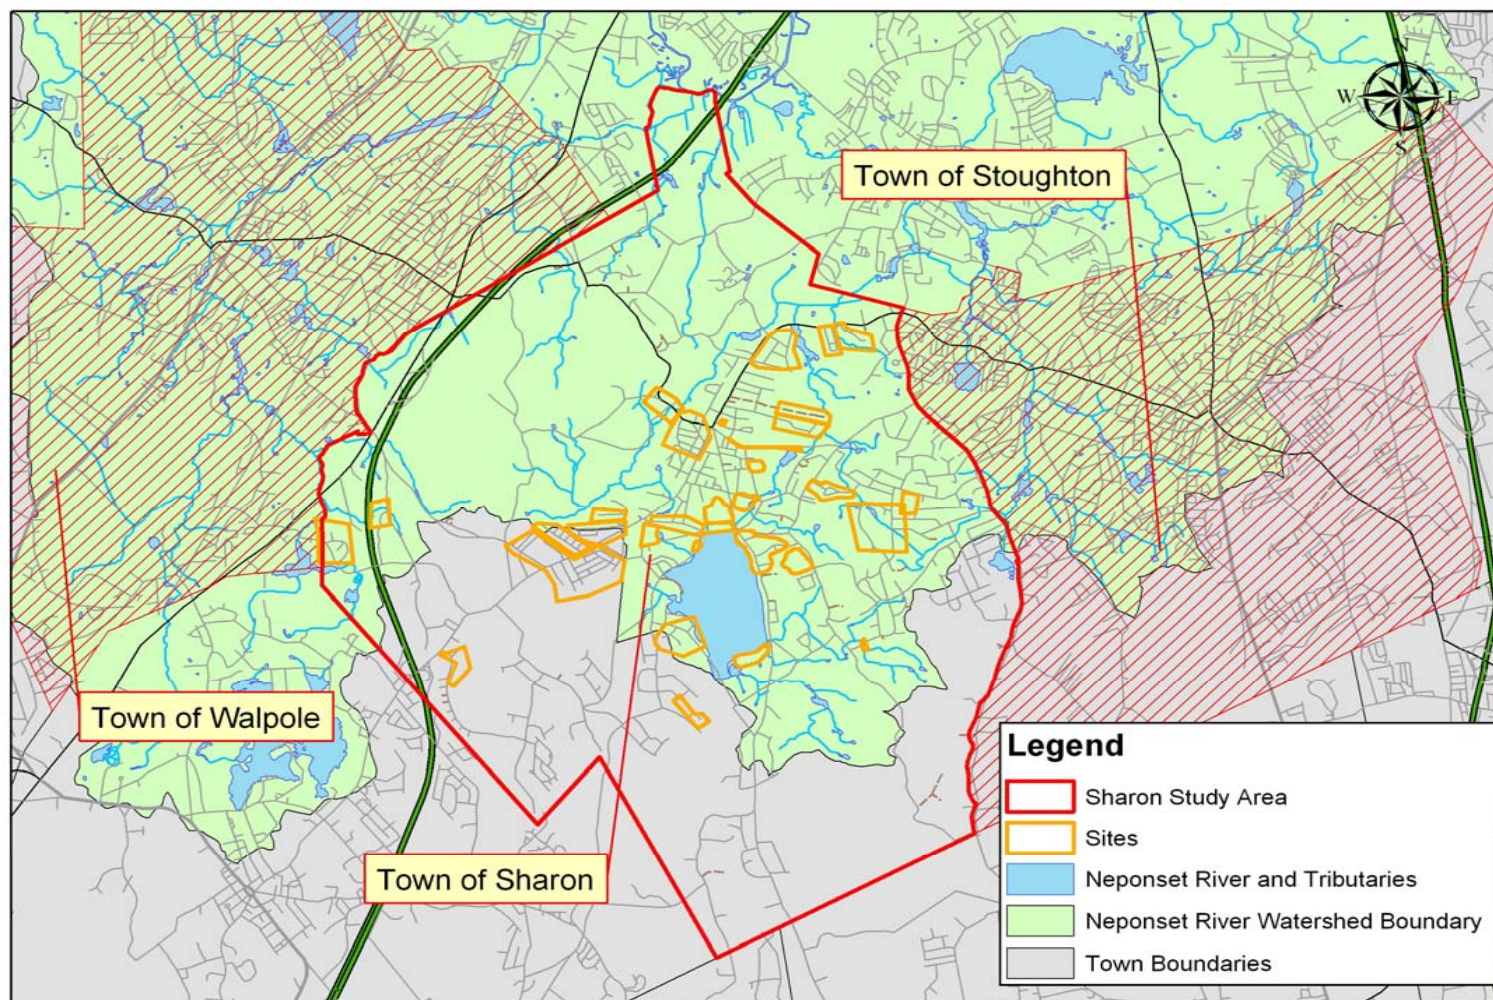 N
W
E
S
Town of Stoughton
Town of Walpole
Town of Sharon
Legend
Sharon Study Area
Sites
Neponset River and Tributaries
Neponset River Watershed Boundary
Town Boundaries